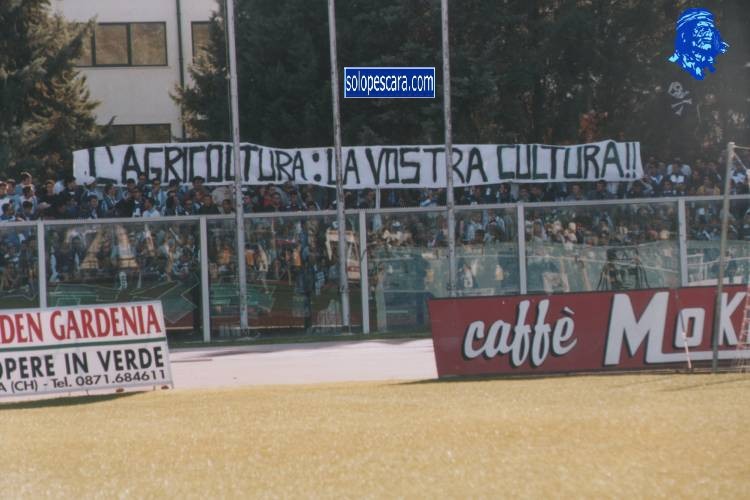 solopescara.com
L'AGRICOLTURA: LA VOSTRA CULTURA!!
DEN GARDENIA
OPERE IN VERDE
A (CH) - Tel. 0871.684611
caffè MOK